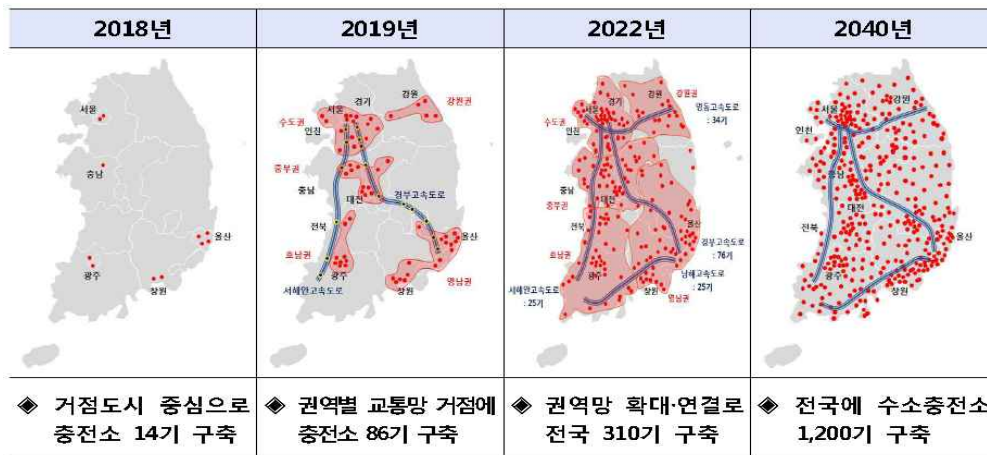 2018년
2019년
2022년
2040년
서울
충남
광주
창원
울산
경기
강원
강원권
서울
수도권
인천
중부권
충남
대전
경부고속도로
전북
울산
호남권
광주
창원
영남권
서해안고속도로
경기
강원
강원권
서울
영동고속도로
: 34기
수도권
인천
충남
대전
중부권
전북
울산
호남권
경부고속도로
: 76기
광주
남해고속도로
: 25기
서해안고속도로
: 25기
창원
영남권
서울
강원
인천
충남
대전
전북
울산
광주
창원
◈ 거점도시 중심으로
충전소 14기 구축
◈ 권역별 교통망 거점에
충전소 86기 구축
◈ 권역망 확대·연결로
전국 310기 구축
◈ 전국에 수소충전소
1,200기 구축